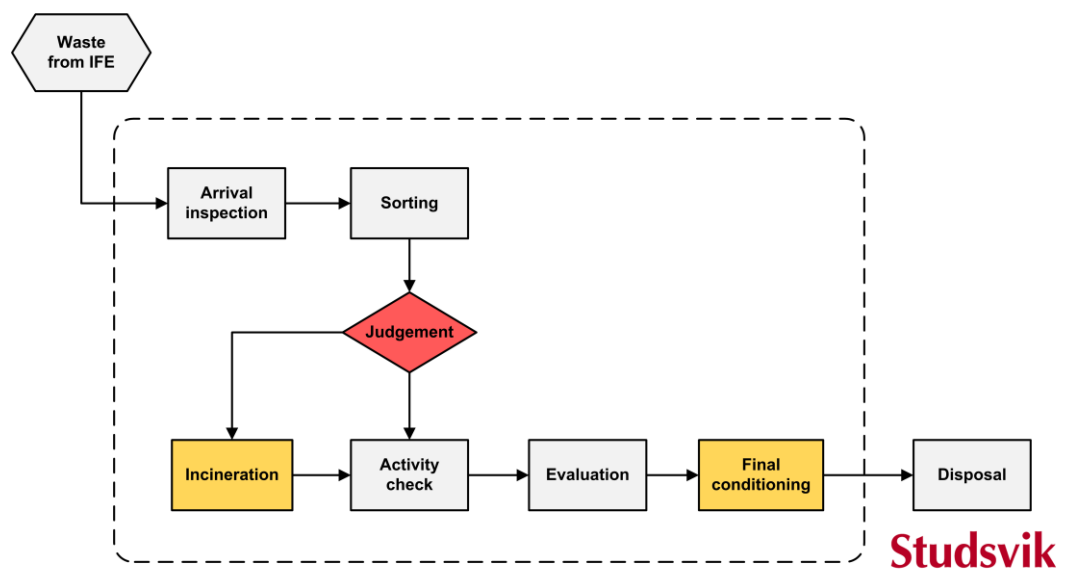 Waste
from IFE
Arrival
inspection
Sorting
Judgement
Incineration
Activity
check
Evaluation
Final
conditioning
Disposal
Studsvik